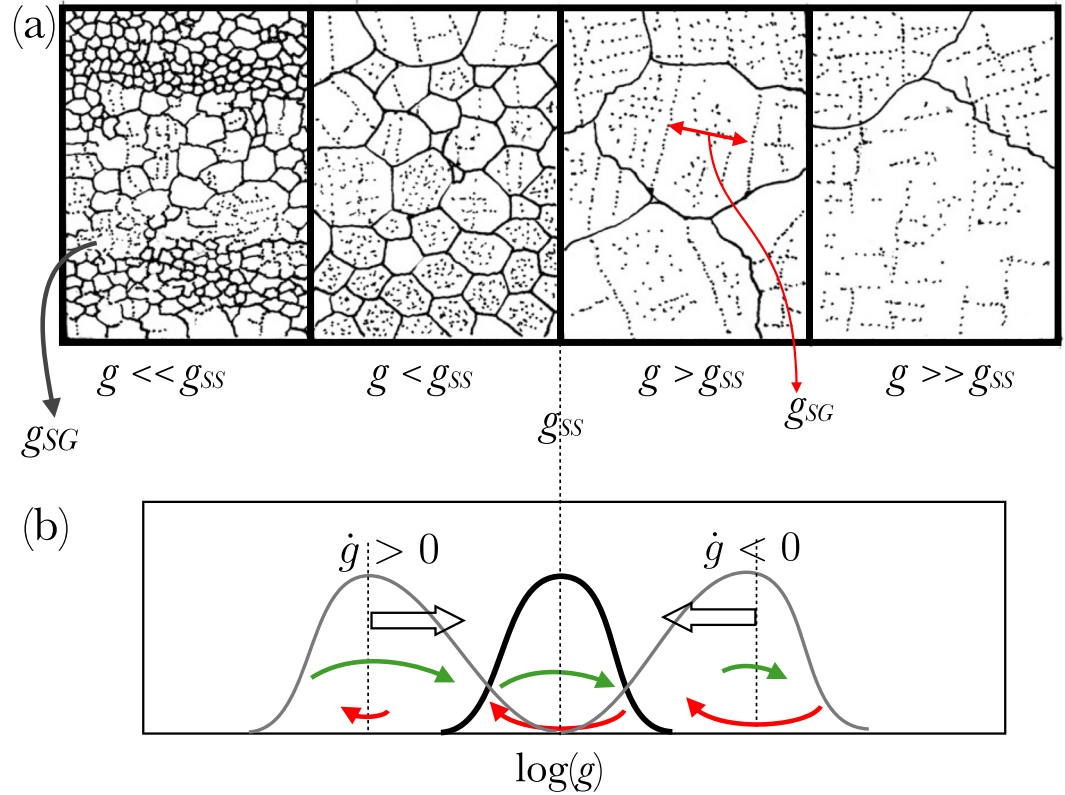 (a)
g << gSS
g < gSS
g > gSS
g >> gSS
gSG
gSS
gSG
(b)
ġ > 0
ġ < 0
log(g)